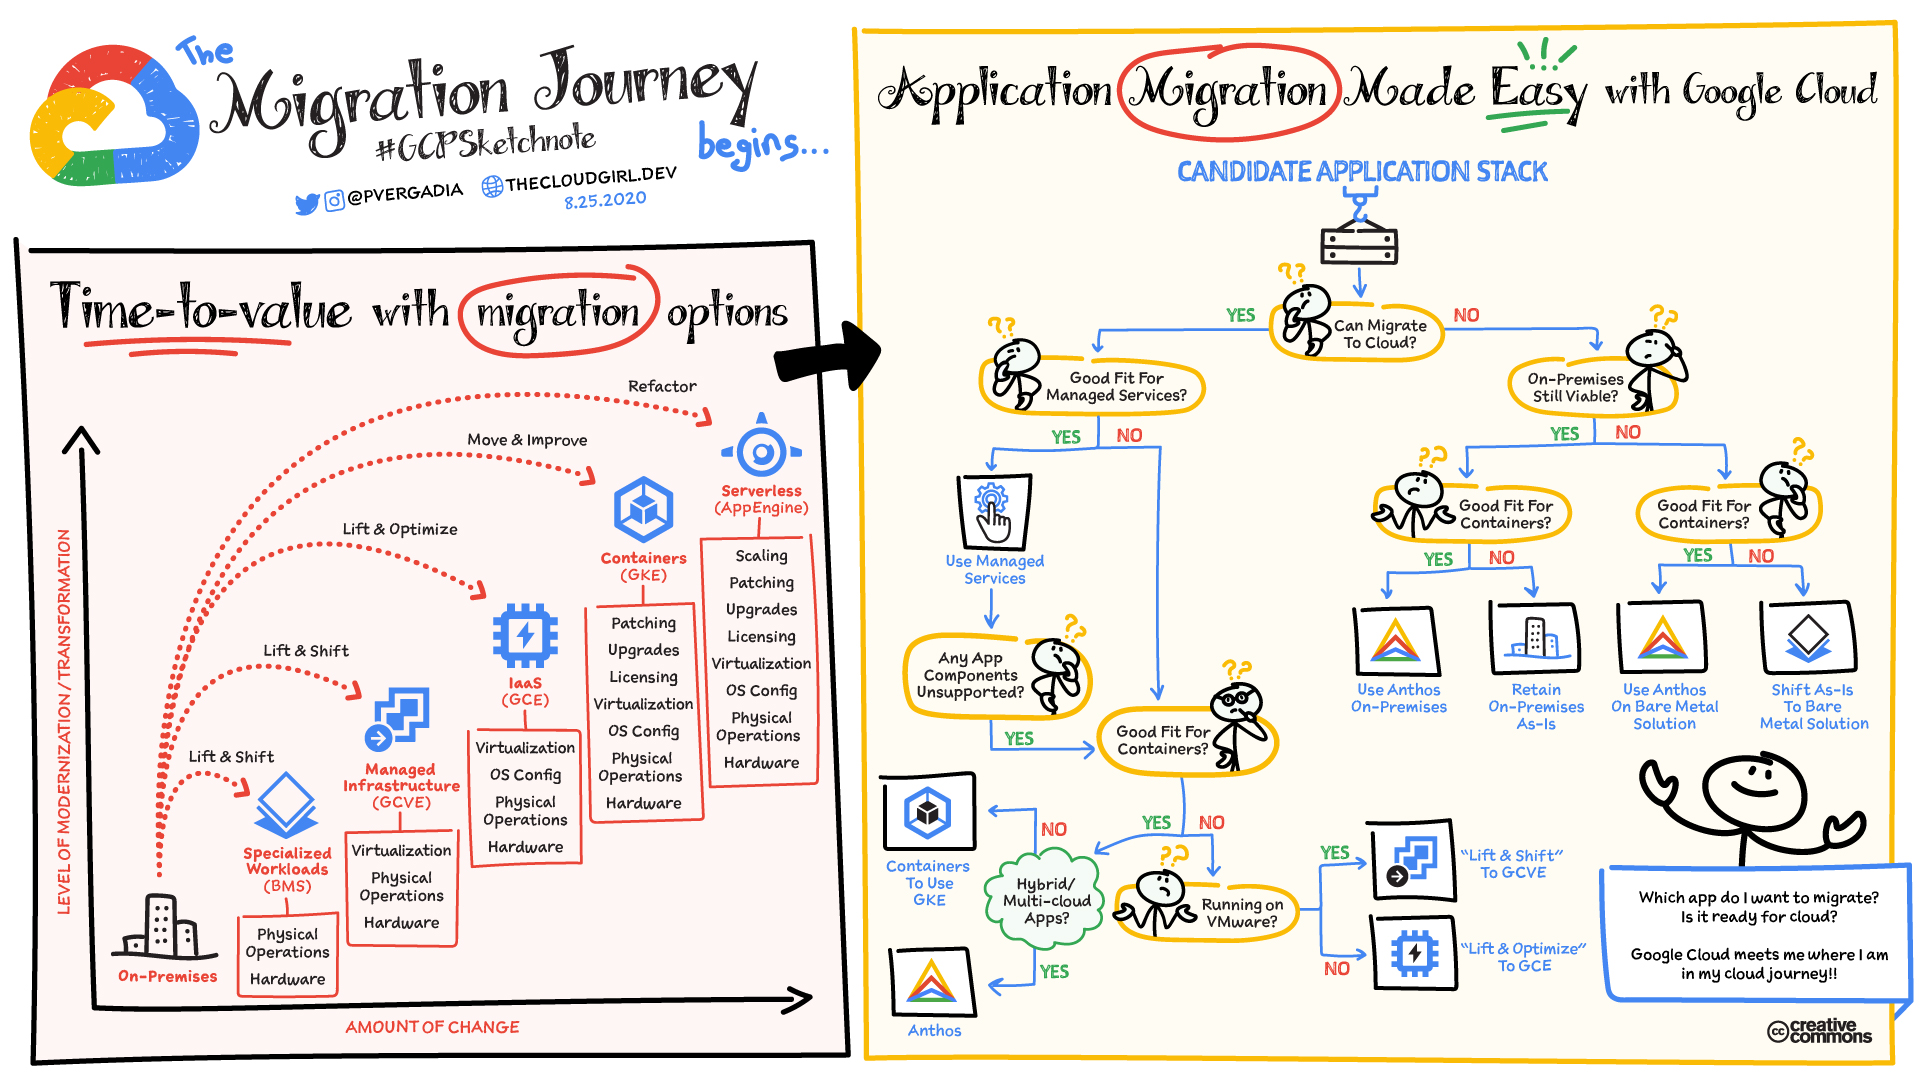 The
Migration Journey
#GCPSketchnote
begins...
@PVERGADIA
THECLOUDGIRL.DEV
8.25.2020
Time-to-value with migration options
Refactor
Move & Improve
Lift & Optimize
Lift & Shift
Lift & Shift
LEVEL OF MODERNIZATION / TRANSFORMATION
AMOUNT OF CHANGE
On-Premises
Specialized
Workloads
(BMS)
Physical
Operations
Hardware
Managed
Infrastructure
(GCVE)
Virtualization
Physical
Operations
Hardware
IaaS
(GCE)
Virtualization
OS Config
Physical
Operations
Hardware
Containers
(GKE)
Patching
Upgrades
Licensing
Virtualization
OS Config
Physical
Operations
Hardware
Serverless
(AppEngine)
Scaling
Patching
Upgrades
Licensing
Virtualization
OS Config
Physical
Operations
Hardware
Application Migration Made Easy with Google Cloud
CANDIDATE APPLICATION STACK
??
Can Migrate
To Cloud?
YES
NO
??
Good Fit For
Managed Services?
YES
NO
Use Managed
Services
??
Any App
Components
Unsupported?
YES
??
Good Fit For
Containers?
YES
NO
Hybrid/
Multi-cloud
Apps?
NO
Containers
To Use
GKE
YES
Anthos
??
Running on
VMware?
YES
"Lift & Shift"
To GCVE
NO
"Lift & Optimize"
To GCE
??
On-Premises
Still Viable?
YES
NO
??
Good Fit For
Containers?
YES
NO
Use Anthos
On-Premises
Retain
On-Premises
As-Is
??
Good Fit For
Containers?
YES
NO
Use Anthos
On Bare Metal
Solution
Shift As-Is
To Bare
Metal Solution
Which app do I want to migrate?
Is it ready for cloud?
Google Cloud meets me where I am
in my cloud journey!!
cc creative
commons